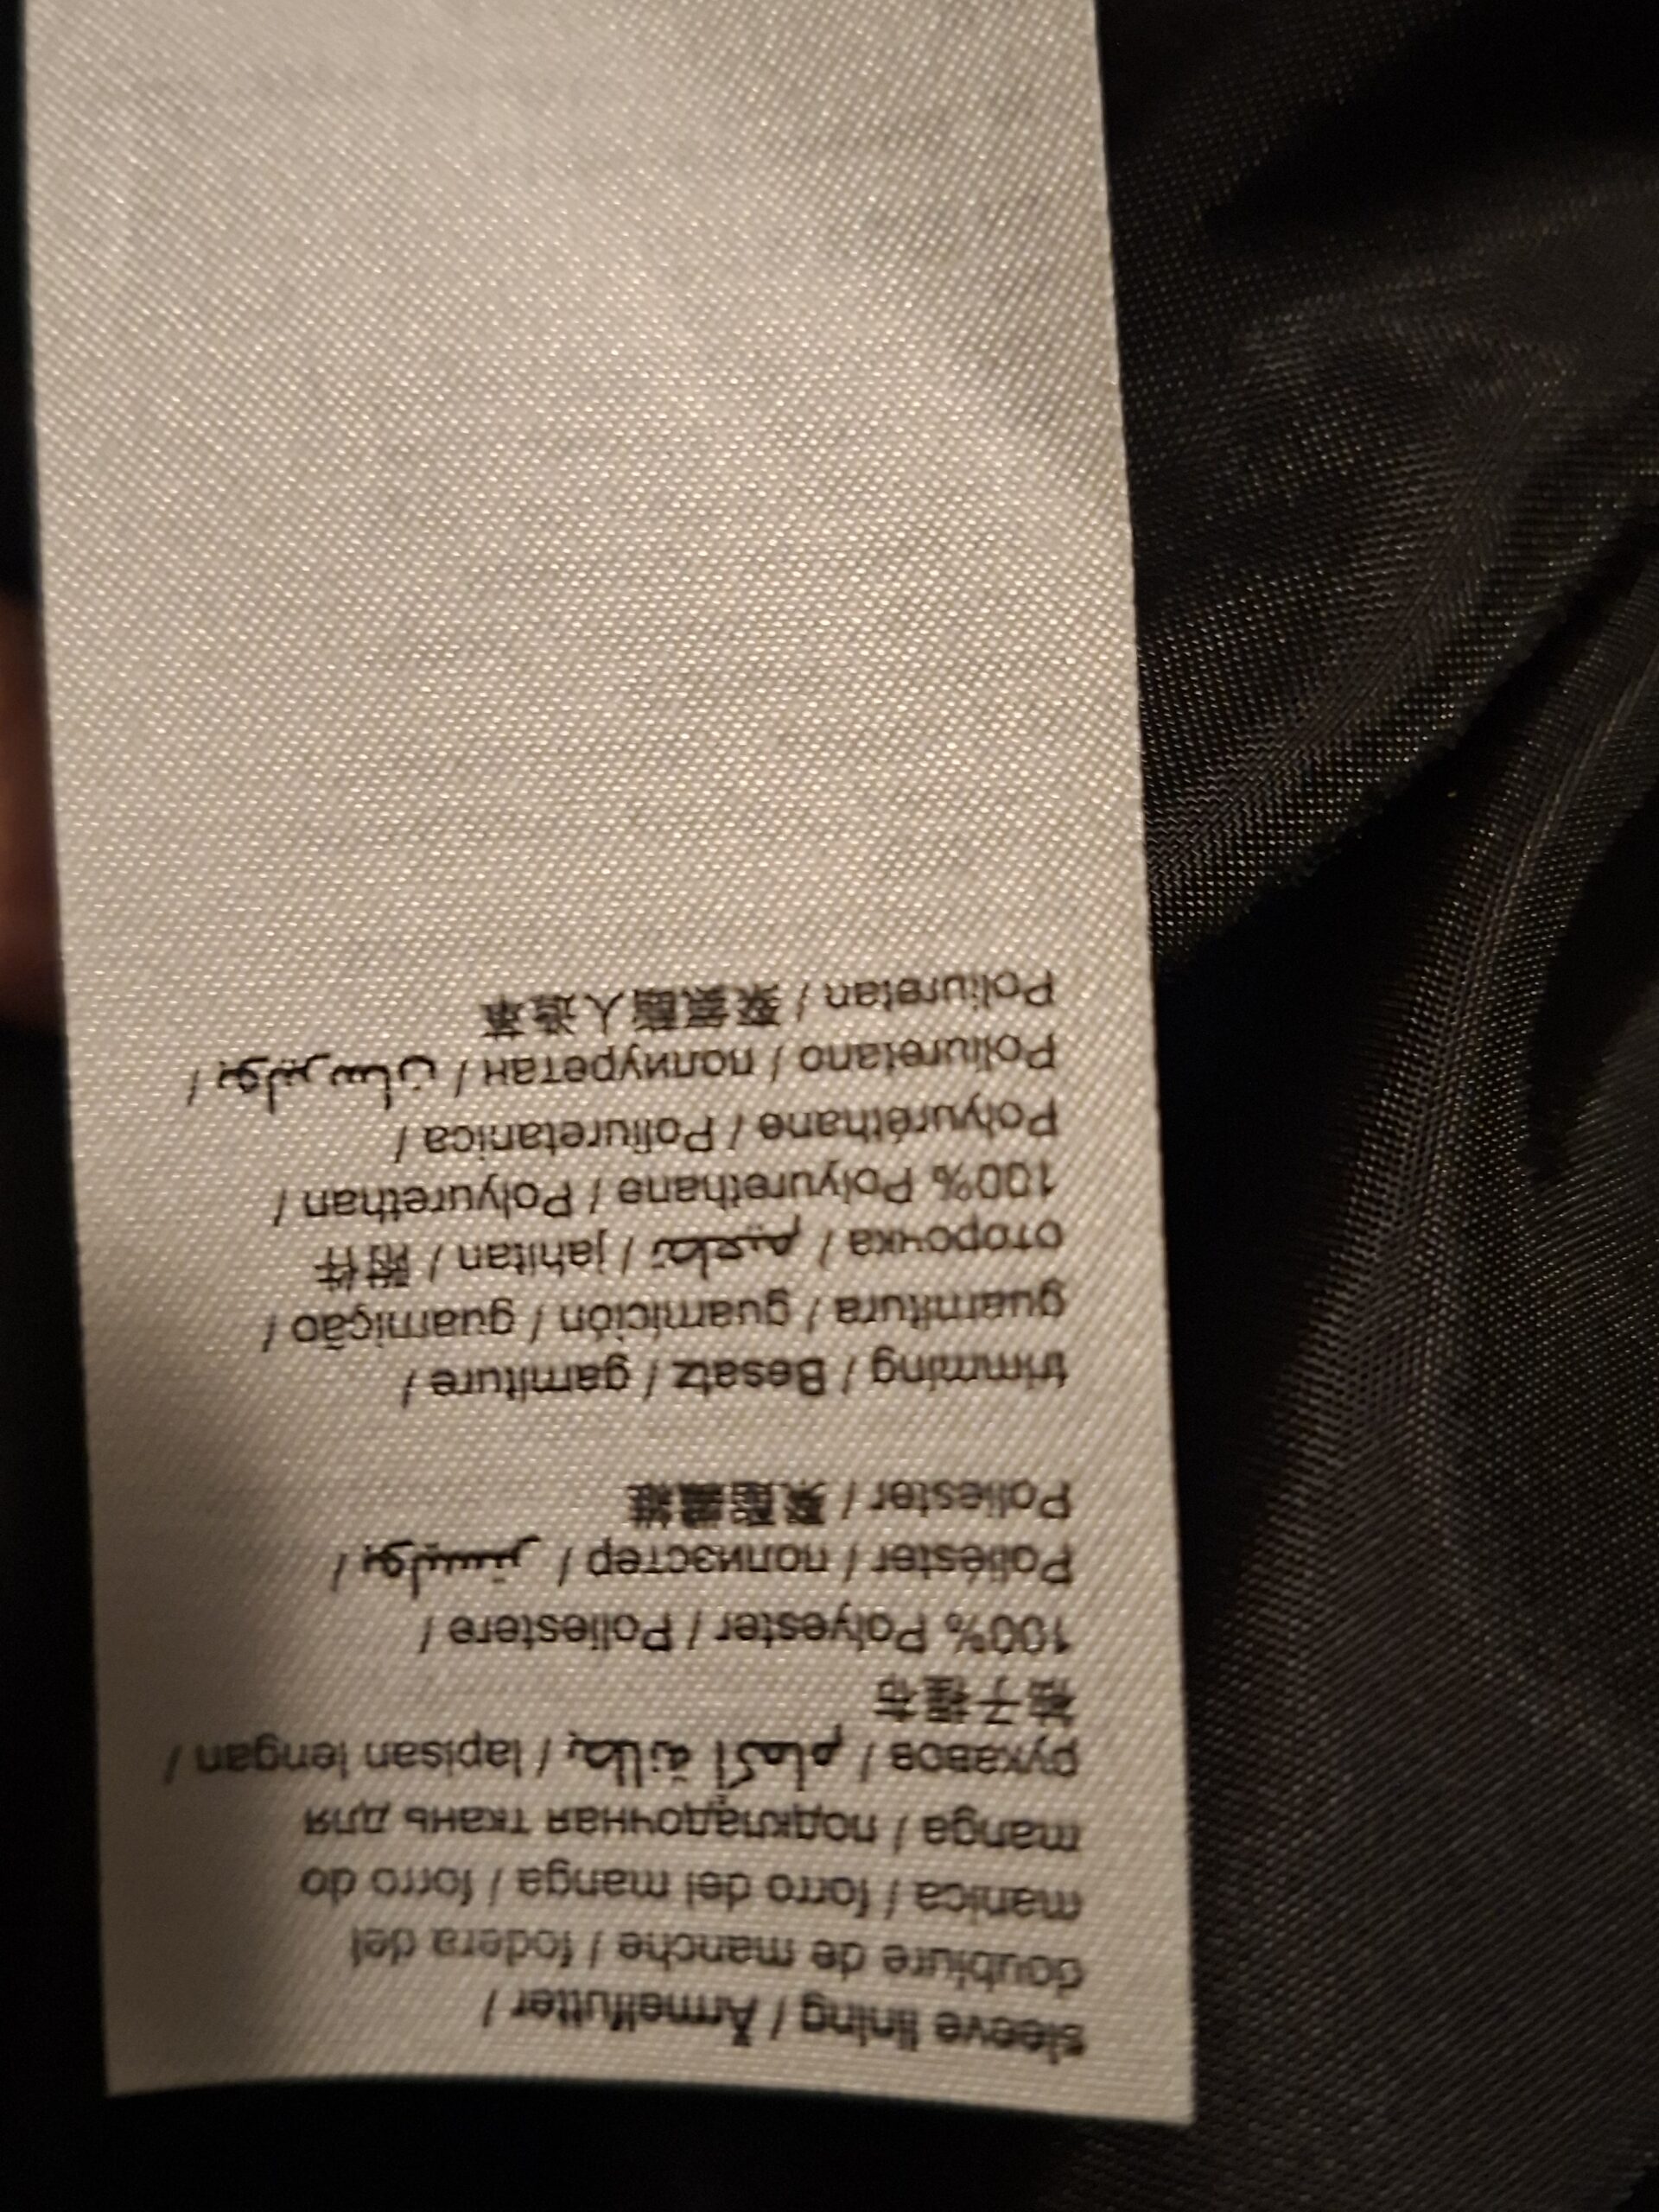 sleeve lining / Ärmelfutter /
doublure de manche / fodera del
manica / forro del manga / forro do
manga / подкладочная ткань для
рукавов / بطانة أكمام / lapisan lengan /
袖子裡布
100% Polyester / Poliestere /
Poliéster / полиэстер / بوليستر /
Poliester / 聚酯纖維
trimming / Besatz / garniture /
guarnitura / guarnición / guarnição /
оторочка / تطعيم / jahitan / 附件
100% Polyurethane / Polyurethan /
Polyuréthane / Poliuretanica /
Poliuretano / полиуретан / بوليرسان /
Poliuretan / 聚氨酯人造革